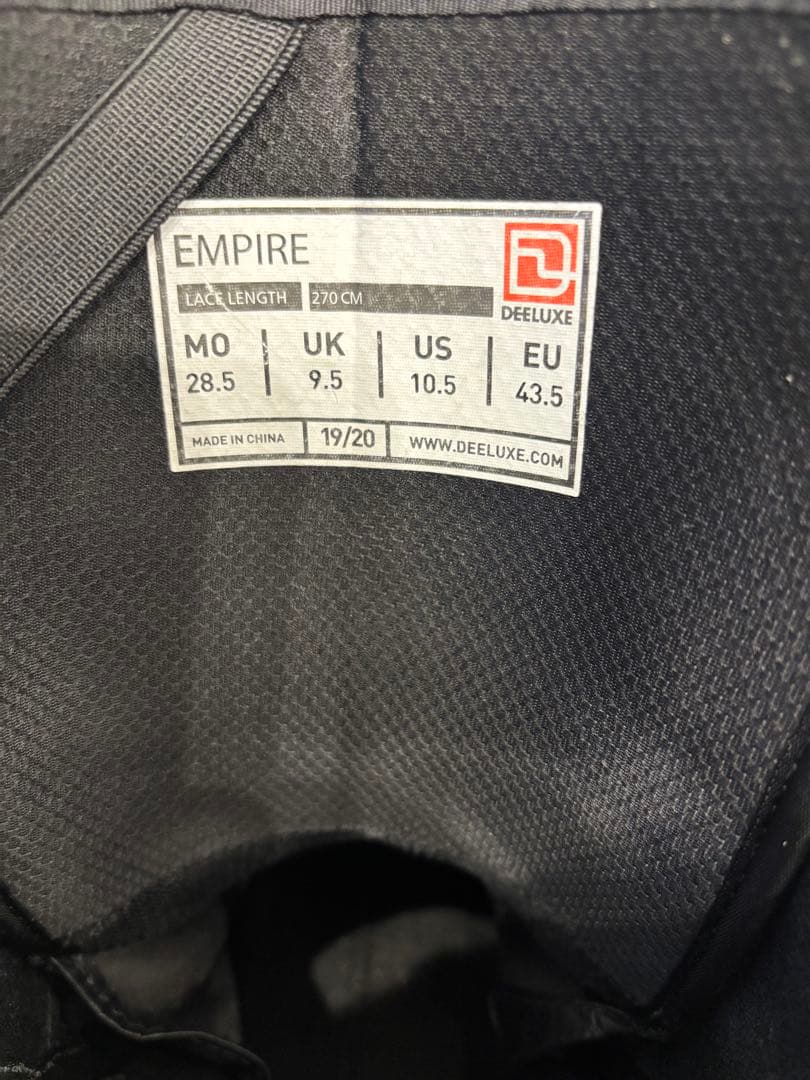 EMPIRE
DEELUXE
LACE LENGTH 270 CM
MO UK US EU
28.5 9.5 10.5 43.5
MADE IN CHINA 19/20 WWW.DEELUXE.COM